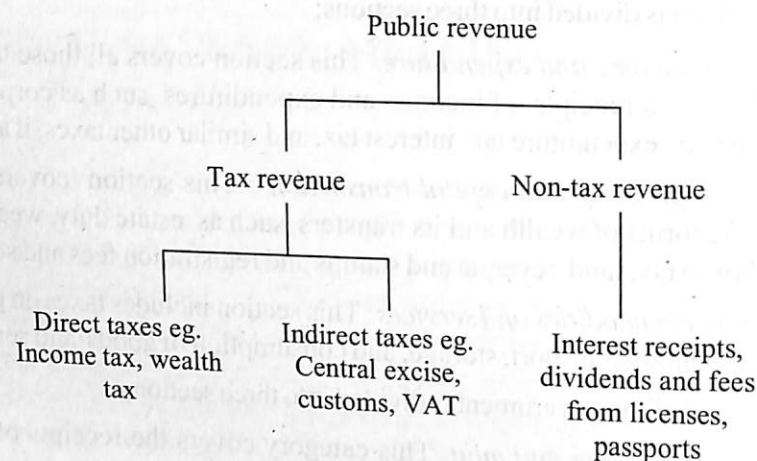 Public revenue
Tax revenue
Non-tax revenue
Direct taxes eg.
Income tax, wealth
tax
Indirect taxes eg.
Central excise,
customs, VAT
Interest receipts,
dividends and fees
from licenses,
passports